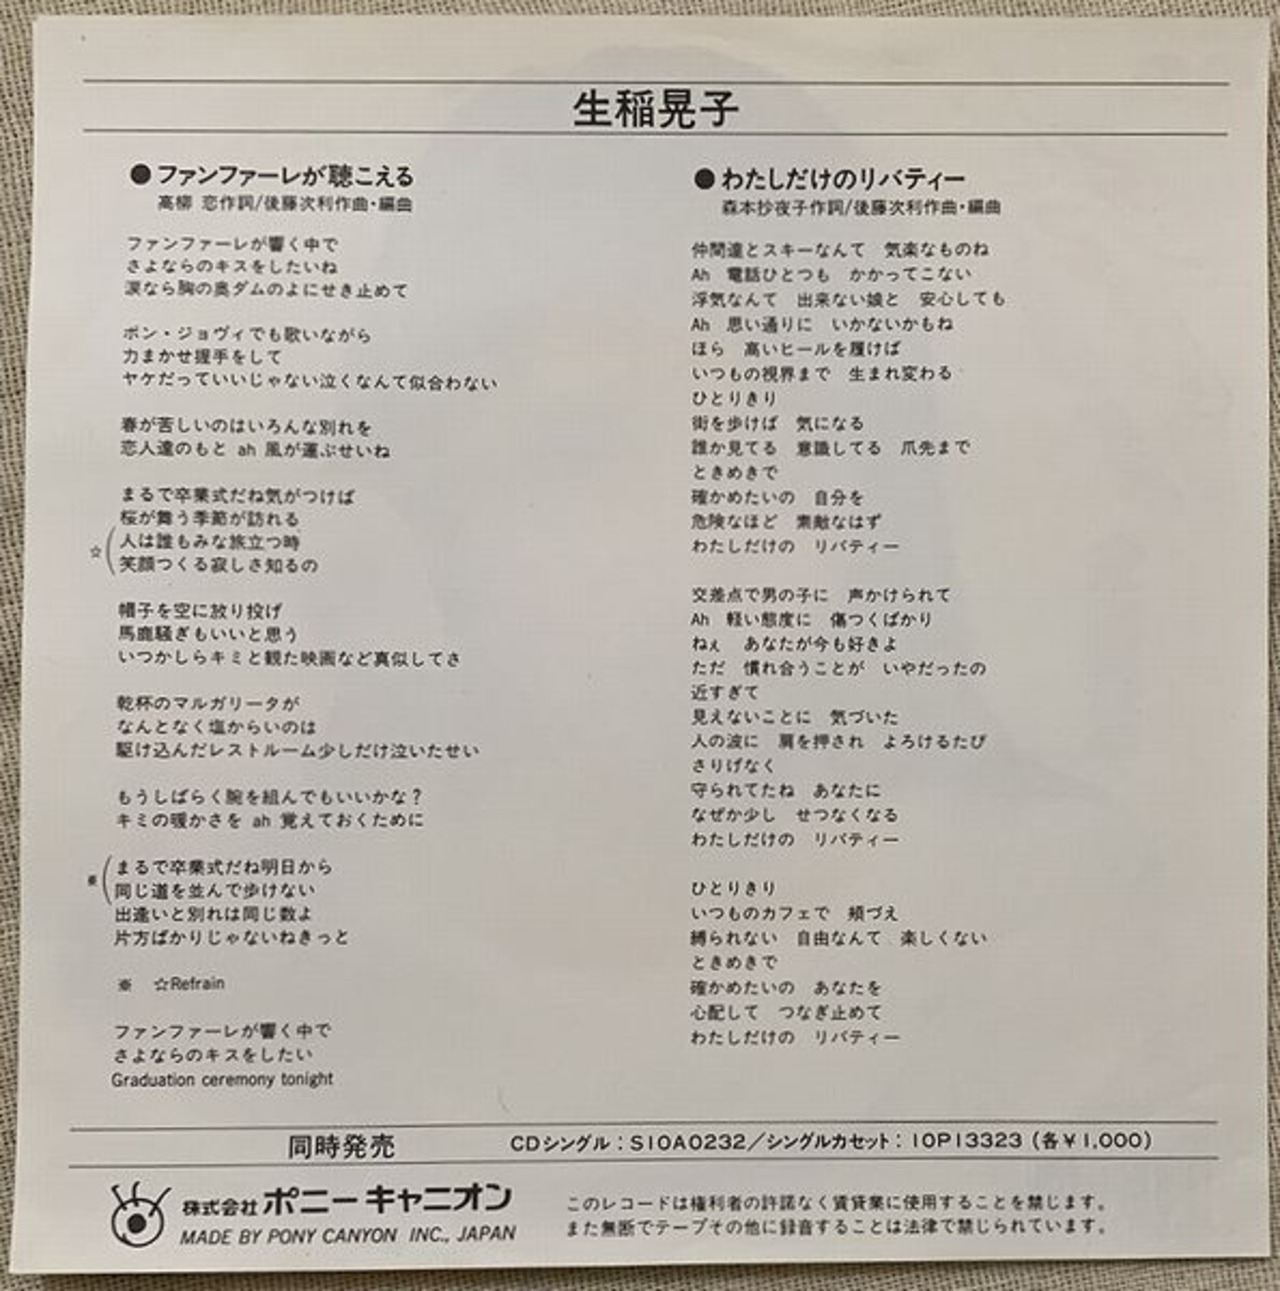 生稲晃子
●ファンファーレが聴こえる
高柳 恋作詞/後藤次利作曲・編曲
ファンファーレが響く中で
さよならのキスをしたいね
涙なら胸の奥ダムのよにせき止めて
ボン・ジョヴィでも歌いながら
力まかせ握手をして
ヤケだっていいじゃない泣くなんて似合わない
春が苦しいのはいろんな別れを
恋人達のもと ah 風が運ぶせいね
まるで卒業式だね気がつけば
桜が舞う季節が訪れる
☆(人は誰もみな旅立つ時
笑顔つくる寂しさ知るの
帽子を空に放り投げ
馬鹿騒ぎもいいと思う
いつかしらキミと観た映画など真似してさ
乾杯のマルガリータが
なんとなく塩からいのは
駆け込んだレストルーム少しだけ泣いたせい
もうしばらく腕を組んでもいいかな?
キミの暖かさを ah 覚えておくために
※(まるで卒業式だね明日から
同じ道を並んで歩けない
出逢いと別れは同じ数よ
片方ばかりじゃないねきっと
※ ☆Refrain
ファンファーレが響く中で
さよならのキスをしたい
Graduation ceremony tonight
●わたしだけのリバティー
森本抄夜子作詞/後藤次利作曲・編曲
仲間達とスキーなんて 気楽なものね
Ah 電話ひとつも かかってこない
浮気なんて 出来ない娘と 安心しても
Ah 思い通りに いかないかもね
ほら 高いヒールを履けば
いつもの視界まで 生まれ変わる
ひとりきり
街を歩けば 気になる
誰か見てる 意識してる 爪先まで
ときめきで
確かめたいの 自分を
危険なほど 素敵なはず
わたしだけの リバティー
交差点で男の子に 声かけられて
Ah 軽い態度に 傷つくばかり
ねぇ あなたが今も好きよ
ただ 慣れ合うことが いやだったの
近すぎて
見えないことに 気づいた
人の波に 肩を押され よろけるたび
さりげなく
守られてたね あなたに
なぜか少し せつなくなる
わたしだけの リバティー
ひとりきり
いつものカフェで 頬づえ
縛られない 自由なんて 楽しくない
ときめきで
確かめたいの あなたを
心配して つなぎ止めて
わたしだけの リバティー
同時発売 CDシングル：S10A0232／シングルカセット：10P13323（各￥1,000）
株式会社ポニーキャニオン
MADE BY PONY CANYON INC., JAPAN
このレコードは権利者の許諾なく賃貸業に使用することを禁じます。
また無断でテープその他に録音することは法律で禁じられています。